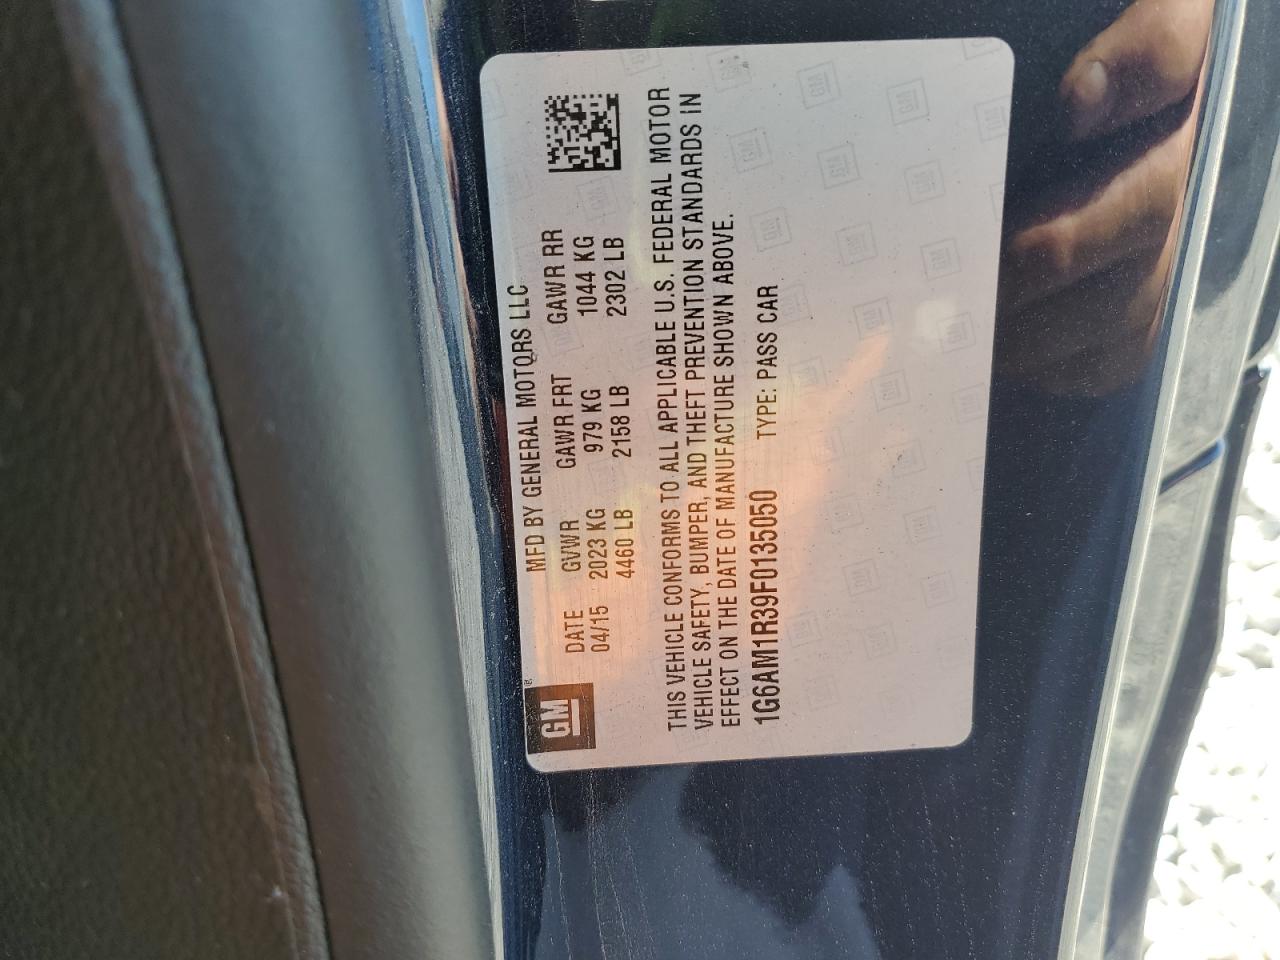 GM
MFD BY GENERAL MOTORS LLC
DATE GVWR GAWR FRT GAWR RR
04/15 2023 KG 979 KG 1044 KG
4460 LB 2158 LB 2302 LB
THIS VEHICLE CONFORMS TO ALL APPLICABLE U.S. FEDERAL MOTOR
VEHICLE SAFETY, BUMPER, AND THEFT PREVENTION STANDARDS IN
EFFECT ON THE DATE OF MANUFACTURE SHOWN ABOVE.
1G6AM1R39F0135050 TYPE: PASS CAR